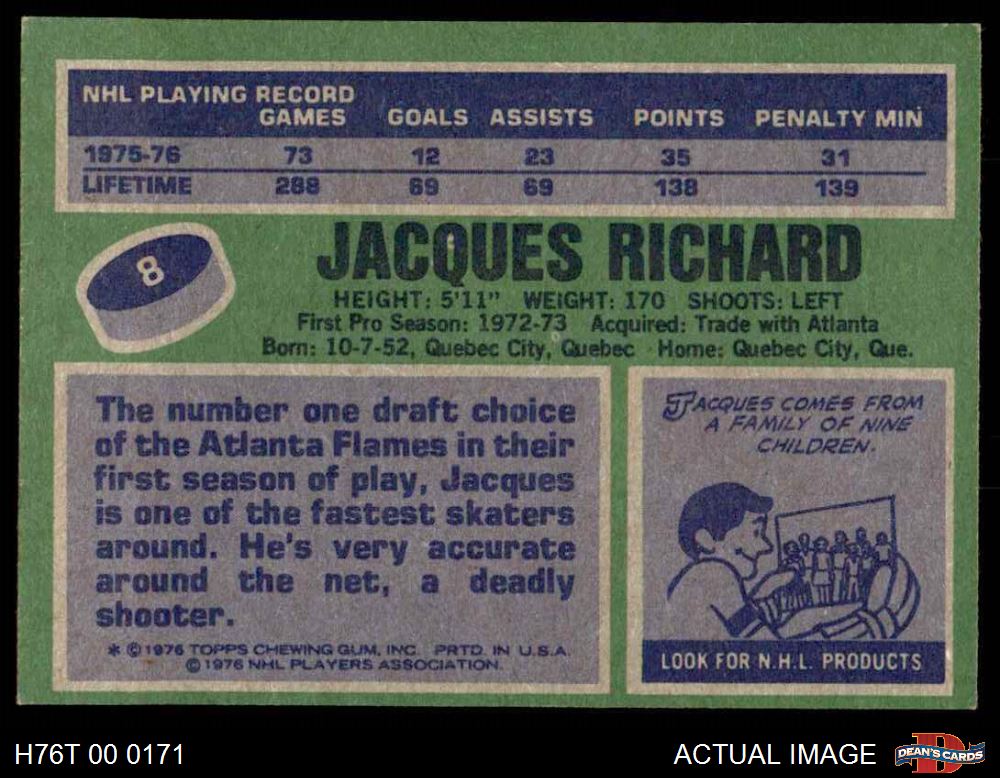 NHL PLAYING RECORD
GAMES GOALS ASSISTS POINTS PENALTY MIN
1975-76 73 12 23 35 31
LIFETIME 288 69 69 138 139
8
JACQUES RICHARD
HEIGHT: 5'11" WEIGHT: 170 SHOOTS: LEFT
First Pro Season: 1972-73 Acquired: Trade with Atlanta
Born: 10-7-52, Quebec City, Quebec Home: Quebec City, Que.
The number one draft choice
of the Atlanta Flames in their
first season of play, Jacques
is one of the fastest skaters
around. He's very accurate
around the net, a deadly
shooter.
* © 1976 TOPPS CHEWING GUM, INC. PRTD. IN U.S.A.
© 1976 NHL PLAYERS ASSOCIATION.
JACQUES COMES FROM
A FAMILY OF NINE
CHILDREN.
LOOK FOR N.H.L. PRODUCTS
H76T 00 0171
ACTUAL IMAGE
D
DEAN'S CARDS